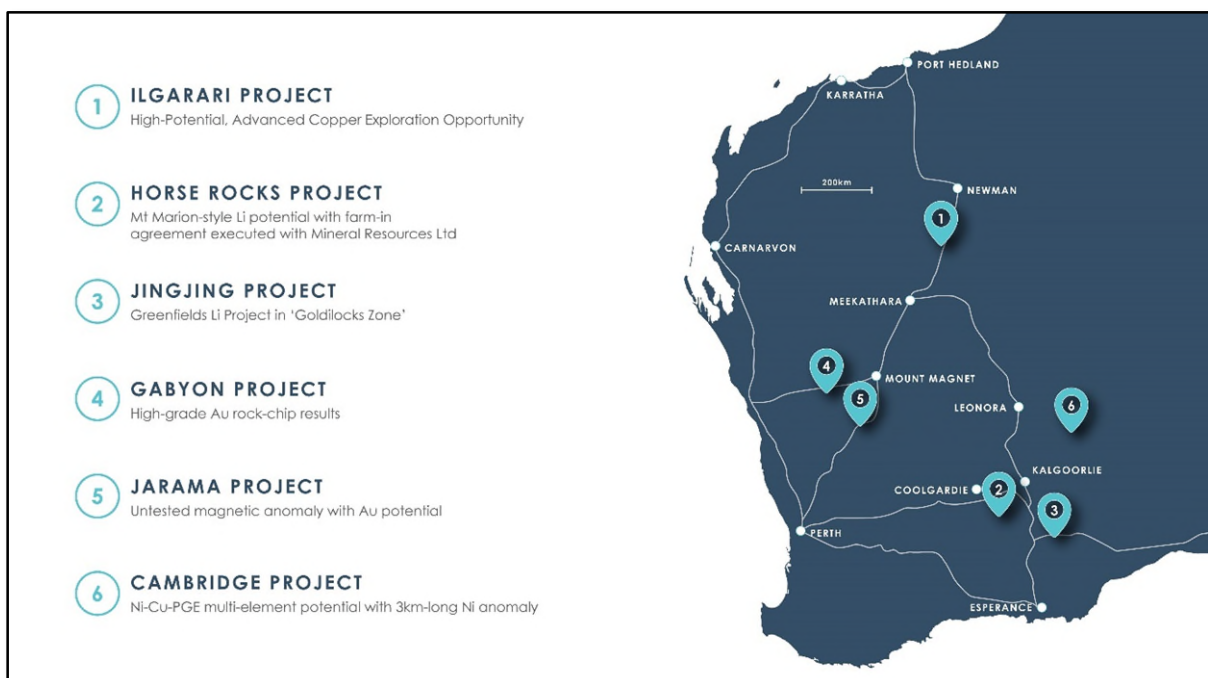 1
ILGARARI PROJECT
High-Potential, Advanced Copper Exploration Opportunity
2
HORSE ROCKS PROJECT
Mt Marion-style Li potential with farm-in
agreement executed with Mineral Resources Ltd
3
JINGJING PROJECT
Greenfields Li Project in ‘Goldilocks Zone’
4
GABYON PROJECT
High-grade Au rock-chip results
5
JARAMA PROJECT
Untested magnetic anomaly with Au potential
6
CAMBRIDGE PROJECT
Ni-Cu-PGE multi-element potential with 3km-long Ni anomaly
PORT HEDLAND
KARRATHA
200km
NEWMAN
1
CARNARVON
MEEKATHARA
4
MOUNT MAGNET
5
LEONORA
6
KALGOORLIE
COOLGARDIE
2
3
PERTH
ESPERANCE